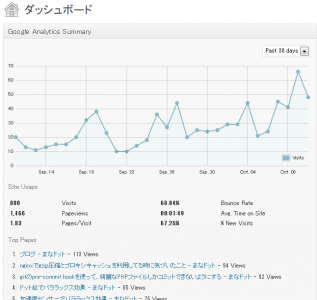 ダッシュボード
Google Analytics Summary
Past 30 days
70
60
50
40
30
20
10
0
Sep.14 Sep.18 Sep.22 Sep.26 Sep.30 Oct.04 Oct.08
Visits
Site Usage
800 Visits 68.84% Bounce Rate
1,466 Pageviews 00:01:49 Avg. Time on Site
1.83 Pages/Visit 67.25% % New Visits
Top Pages
1. ブログ - まなドット - 113 Views
2. nginxでgzip圧縮とプロキシキャッシュを利用してる時に気づいたこと - まなドット - 94 Views
3. gitのpre-commit hookを使って、綺麗なPHPファイルしかコミットできないようにする - まなドット - 92 Views
4. ドット絵でパララックス効果 - まなドット - 85 Views
5. 加速度センサーでパララックス効果 - まなドット - 75 Views